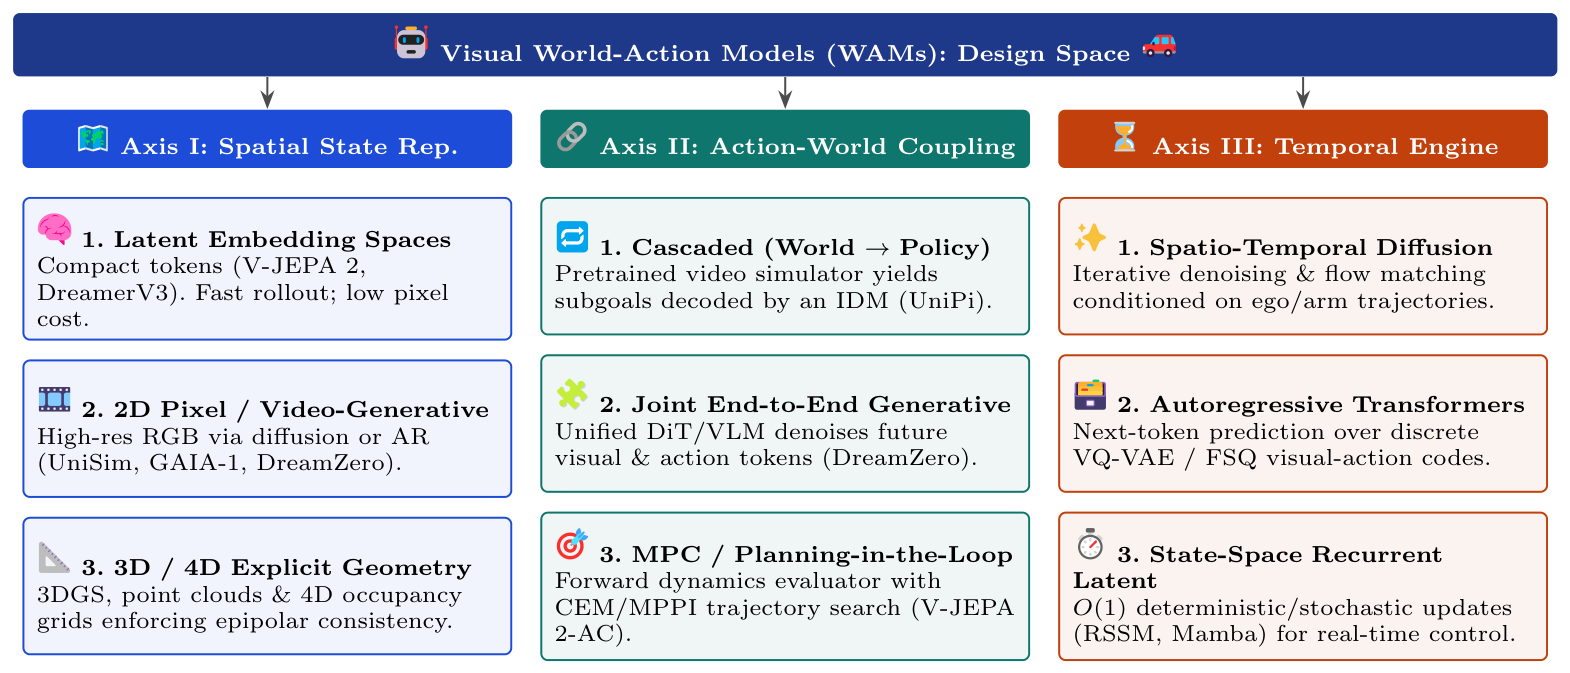 Visual World-Action Models (WAMs): Design Space
Axis I: Spatial State Rep.
1. Latent Embedding Spaces
Compact tokens (V-JEPA 2,
DreamerV3). Fast rollout; low pixel
cost.
2. 2D Pixel / Video-Generative
High-res RGB via diffusion or AR
(UniSim, GAIA-1, DreamZero).
3. 3D / 4D Explicit Geometry
3DGS, point clouds & 4D occupancy
grids enforcing epipolar consistency.
Axis II: Action-World Coupling
1. Cascaded (World → Policy)
Pretrained video simulator yields
subgoals decoded by an IDM (UniPi).
2. Joint End-to-End Generative
Unified DiT/VLM denoises future
visual & action tokens (DreamZero).
3. MPC / Planning-in-the-Loop
Forward dynamics evaluator with
CEM/MPPI trajectory search (V-JEPA
2-AC).
Axis III: Temporal Engine
1. Spatio-Temporal Diffusion
Iterative denoising & flow matching
conditioned on ego/arm trajectories.
2. Autoregressive Transformers
Next-token prediction over discrete
VQ-VAE / FSQ visual-action codes.
3. State-Space Recurrent
Latent
O(1) deterministic/stochastic updates
(RSSM, Mamba) for real-time control.